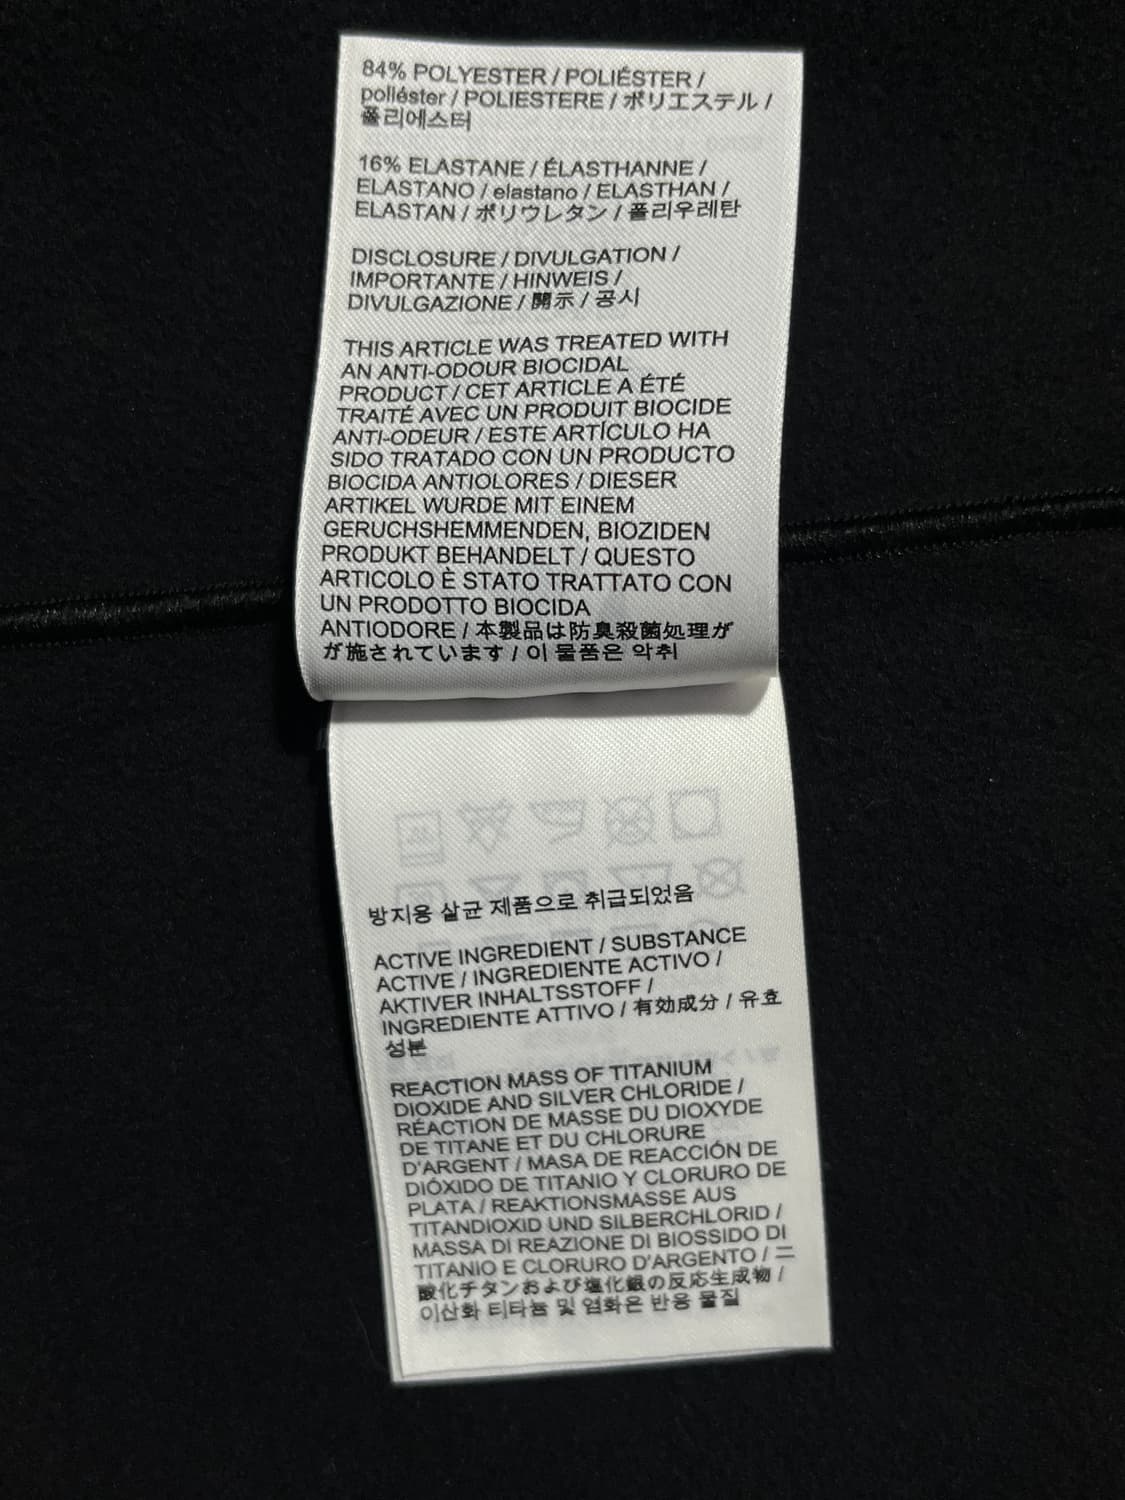 84% POLYESTER / POLIÉSTER /
poliéster / POLIESTERE / ポリエステル /
폴리에스터
16% ELASTANE / ÉLASTHANNE /
ELASTANO / elastano / ELASTHAN /
ELASTAN / ポリウレタン / 폴리우레탄
DISCLOSURE / DIVULGATION /
IMPORTANTE / HINWEIS /
DIVULGAZIONE / 開示 / 공시
THIS ARTICLE WAS TREATED WITH
AN ANTI-ODOUR BIOCIDAL
PRODUCT / CET ARTICLE A ÉTÉ
TRAITÉ AVEC UN PRODUIT BIOCIDE
ANTI-ODEUR / ESTE ARTÍCULO HA
SIDO TRATADO CON UN PRODUCTO
BIOCIDA ANTIOLORES / DIESER
ARTIKEL WURDE MIT EINEM
GERUCHSHEMMENDEN, BIOZIDEN
PRODUKT BEHANDELT / QUESTO
ARTICOLO È STATO TRATTATO CON
UN PRODOTTO BIOCIDA
ANTIODORE / 本製品は防臭殺菌処理が
が施されています / 이 물품은 악취
방지용 살균 제품으로 취급되었음
ACTIVE INGREDIENT / SUBSTANCE
ACTIVE / INGREDIENTE ACTIVO /
AKTIVER INHALTSSTOFF /
INGREDIENTE ATTIVO / 有効成分 / 유효
성분
REACTION MASS OF TITANIUM
DIOXIDE AND SILVER CHLORIDE /
RÉACTION DE MASSE DU DIOXYDE
DE TITANE ET DU CHLORURE
D'ARGENT / MASA DE REACCIÓN DE
DIÓXIDO DE TITANIO Y CLORURO DE
PLATA / REAKTIONSMASSE AUS
TITANDIOXID UND SILBERCHLORID /
MASSA DI REAZIONE DI BIOSSIDO DI
TITANIO E CLORURO D'ARGENTO / 二
酸化チタンおよび塩化銀の反応生成物 /
이산화 티타늄 및 염화은 반응 물질